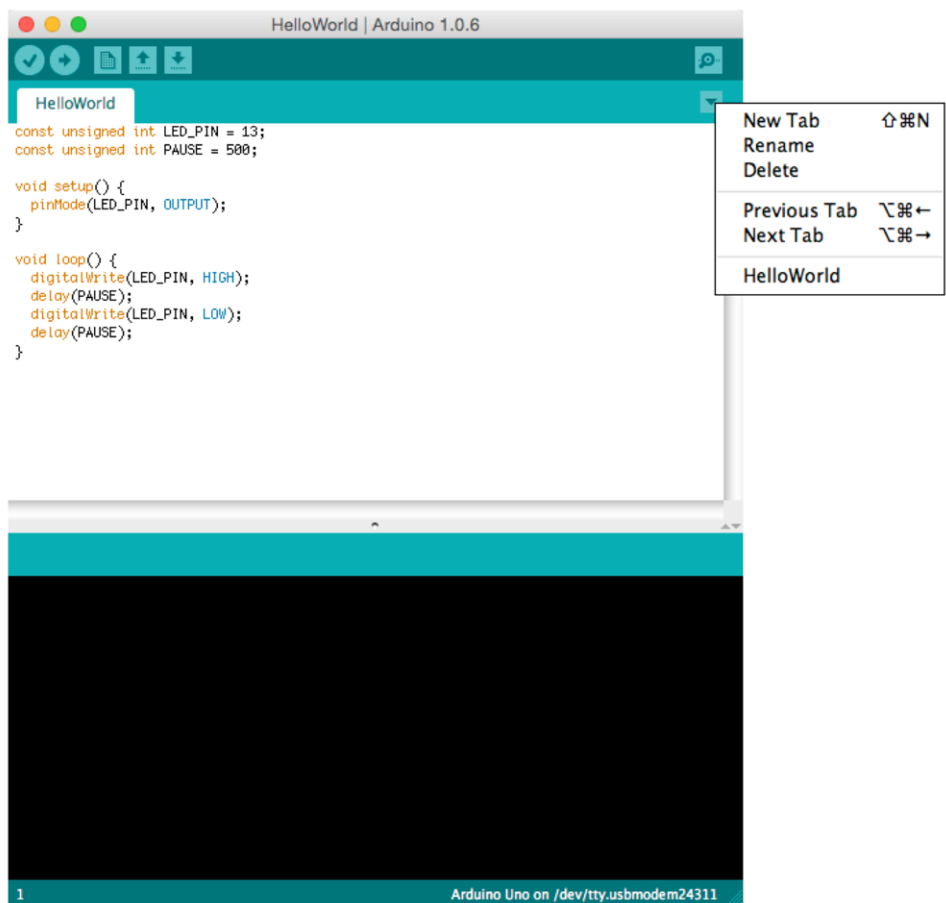 HelloWorld | Arduino 1.0.6
HelloWorld
const unsigned int LED_PIN = 13;
const unsigned int PAUSE = 500;
void setup() {
  pinMode(LED_PIN, OUTPUT);
}
void loop() {
  digitalWrite(LED_PIN, HIGH);
  delay(PAUSE);
  digitalWrite(LED_PIN, LOW);
  delay(PAUSE);
}
New Tab ⇧⌘N
Rename
Delete
Previous Tab ⌥⌘←
Next Tab ⌥⌘→
HelloWorld
1 Arduino Uno on /dev/tty.usbmodem24311